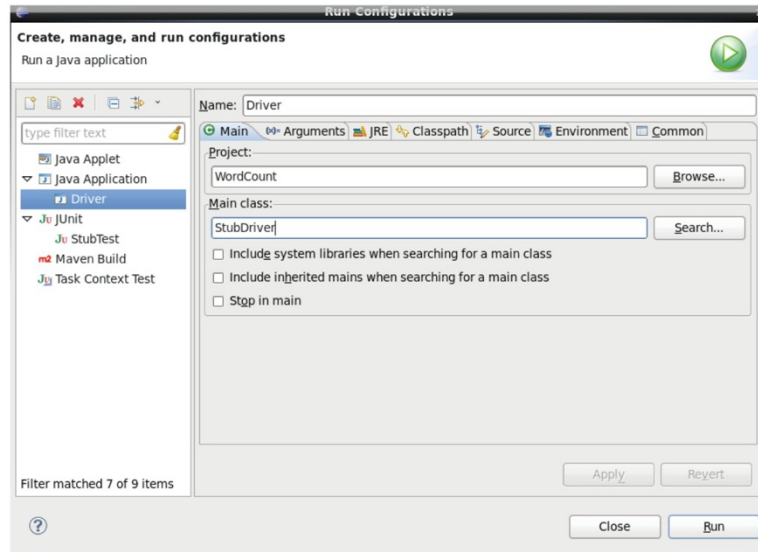 Run Configurations
Create, manage, and run configurations
Run a Java application
type filter text
Java Applet
Java Application
Driver
JUnit
StubTest
Maven Build
Task Context Test
Filter matched 7 of 9 items
Name: Driver
Main Arguments JRE Classpath Source Environment Common
Project:
WordCount Browse...
Main class:
StubDriver Search...
Include system libraries when searching for a main class
Include inherited mains when searching for a main class
Stop in main
Apply Revert
Close Run